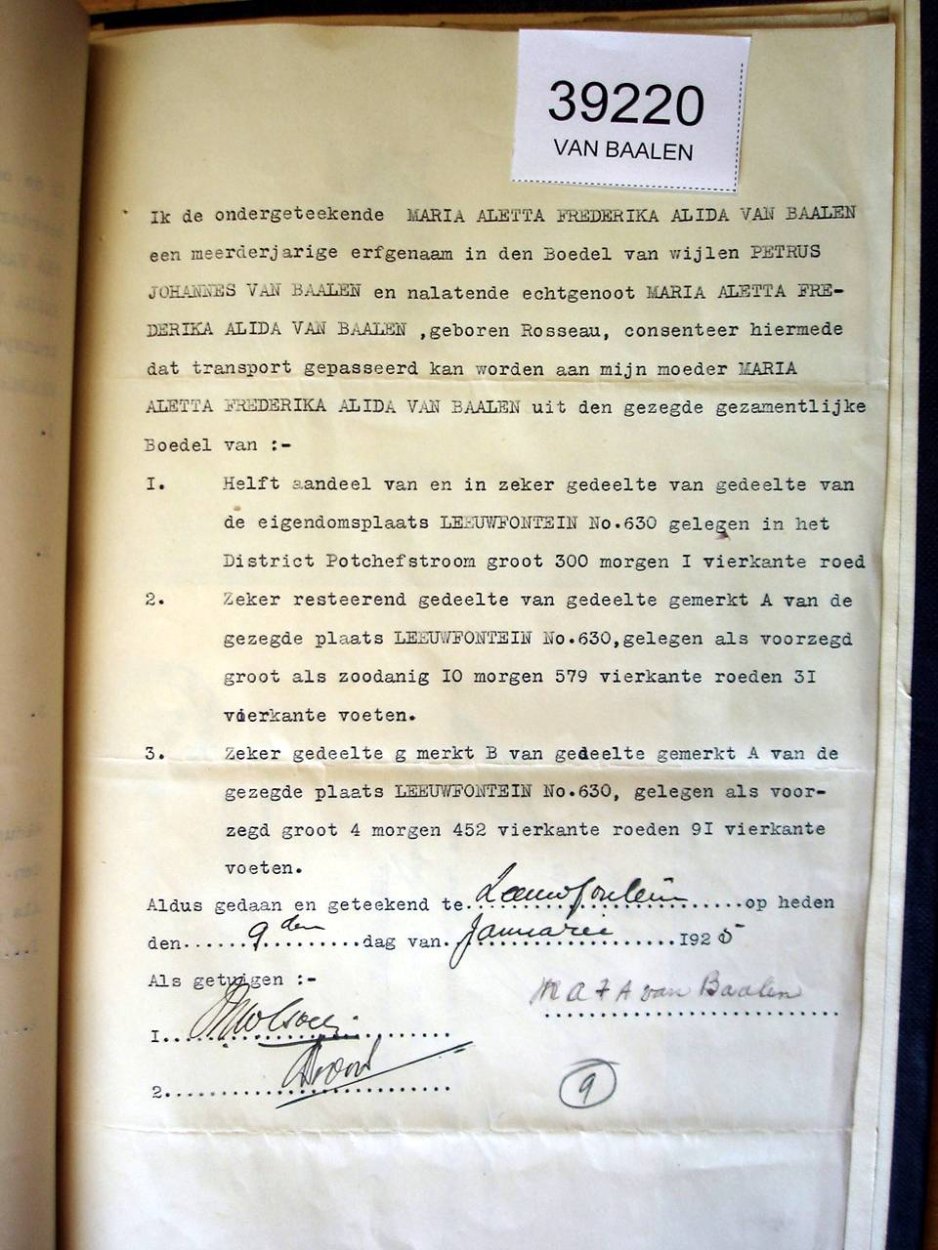 39220
VAN BAALEN
Ik de ondergeteekende MARIA ALETTA FREDERIKA ALIDA VAN BAALEN
een meerderjarige erfgenaam in den Boedel van wijlen PETRUS
JOHANNES VAN BAALEN en nalatende echtgenoot MARIA ALETTA FRE-
DERIKA ALIDA VAN BAALEN ,geboren Rosseau, consenteer hiermede
dat transport gepasseerd kan worden aan mijn moeder MARIA
ALETTA FREDERIKA ALIDA VAN BAALEN uit den gezegde gezamentlijke
Boedel van :-
I. Helft aandeel van en in zeker gedeelte van gedeelte van
de eigendomsplaats LEEUWFONTEIN No.630 gelegen in het
District Potchefstroom groot 300 morgen I vierkante roed
2. Zeker resteerend gedeelte van gedeelte gemerkt A van de
gezegde plaats LEEUWFONTEIN No.630,gelegen als voorzegd
groot als zoodanig IO morgen 579 vierkante roeden 3I
vierkante voeten.
3. Zeker gedeelte g merkt B van gedeelte gemerkt A van de
gezegde plaats LEEUWFONTEIN No.630, gelegen als voor-
zegd groot 4 morgen 452 vierkante roeden 9I vierkante
voeten.
Aldus gedaan en geteekend te Leeuwfontein op heden
den 9den dag van Januarie I925
Als getuigen :-
M A F A van Baalen
I.
2.
9